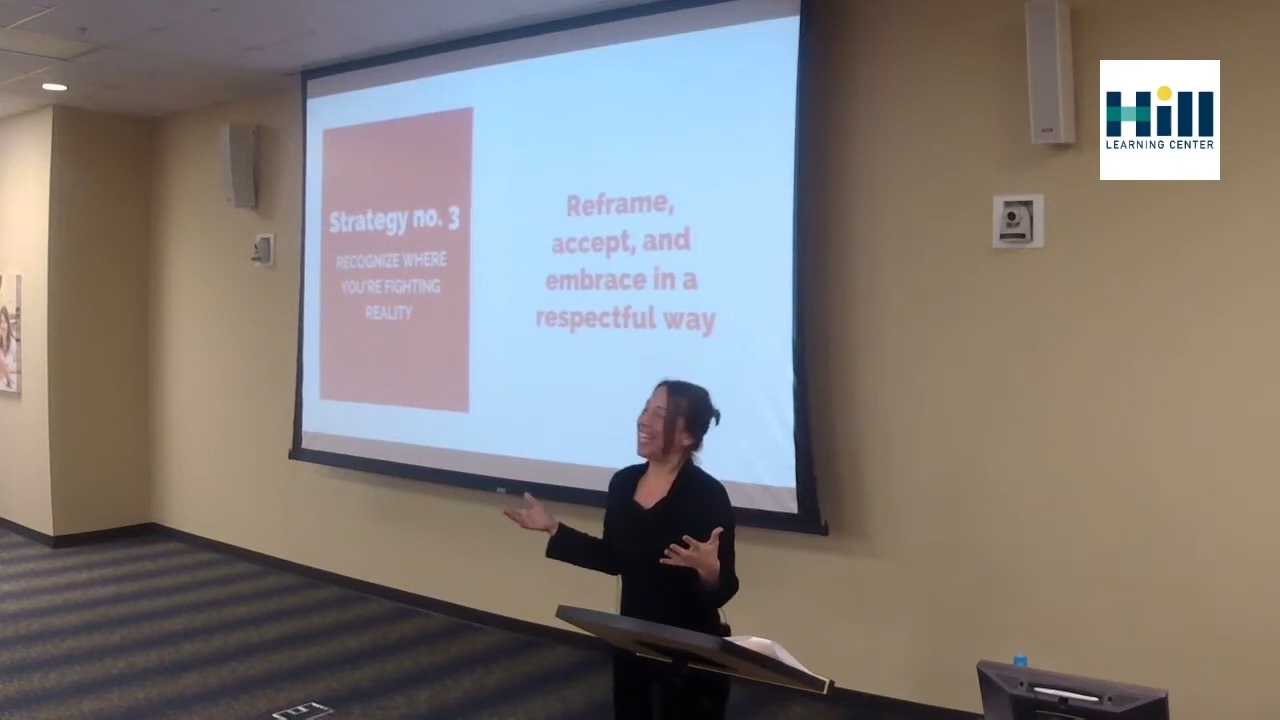 Strategy no. 3
RECOGNIZE WHERE
YOU'RE FIGHTING
REALITY
Reframe,
accept, and
embrace in a
respectful way
Hill
LEARNING CENTER